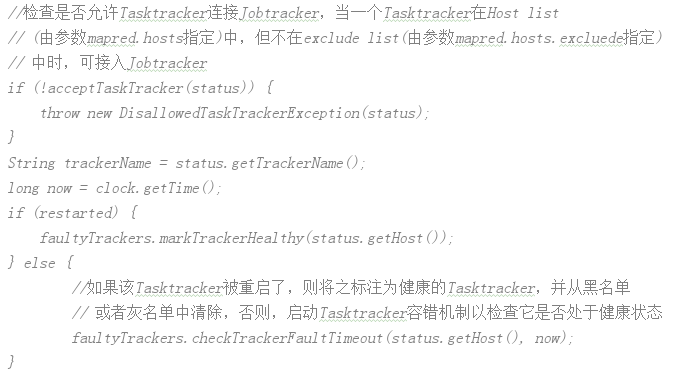 //检查是否允许Tasktracker连接Jobtracker，当一个Tasktracker在Host list
// (由参数mapred.hosts指定)中，但不在exclude list(由参数mapred.hosts.excluede指定)
// 中时，可接入Jobtracker
if (!acceptTaskTracker(status)) {
    throw new DisallowedTaskTrackerException(status);
}
String trackerName = status.getTrackerName();
long now = clock.getTime();
if (restarted) {
    faultyTrackers.markTrackerHealthy(status.getHost());
} else {
        //如果该Tasktracker被重启了，则将之标注为健康的Tasktracker，并从黑名单
        // 或者灰名单中清除，否则，启动Tasktracker容错机制以检查它是否处于健康状态
        faultyTrackers.checkTrackerFaultTimeout(status.getHost(), now);
}